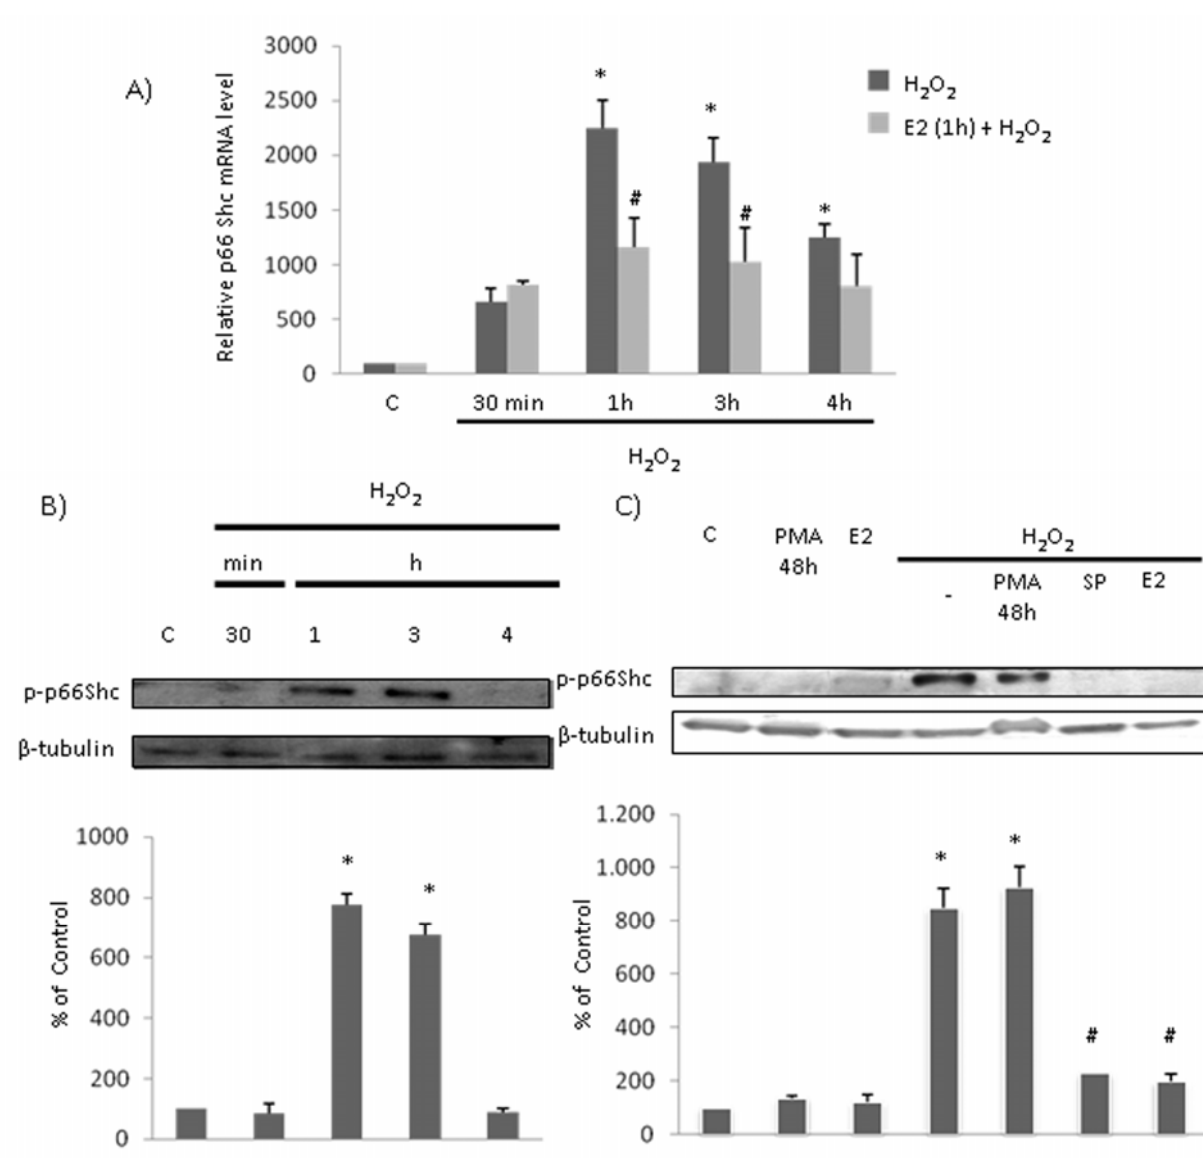 A)
Relative p66 Shc mRNA level
3000
2500
2000
1500
1000
500
0
* * * # #
H₂O₂
E2 (1h) + H₂O₂
C 30 min 1h 3h 4h
H₂O₂
B)
H₂O₂
min h
C 30 1 3 4
p-p66Shc
β-tubulin
% of Control
1000
800
600
400
200
0
* *
C)
C PMA 48h E2 H₂O₂
- PMA 48h SP E2
p-p66Shc
β-tubulin
% of Control
1.200
1.000
800
600
400
200
0
* * # #